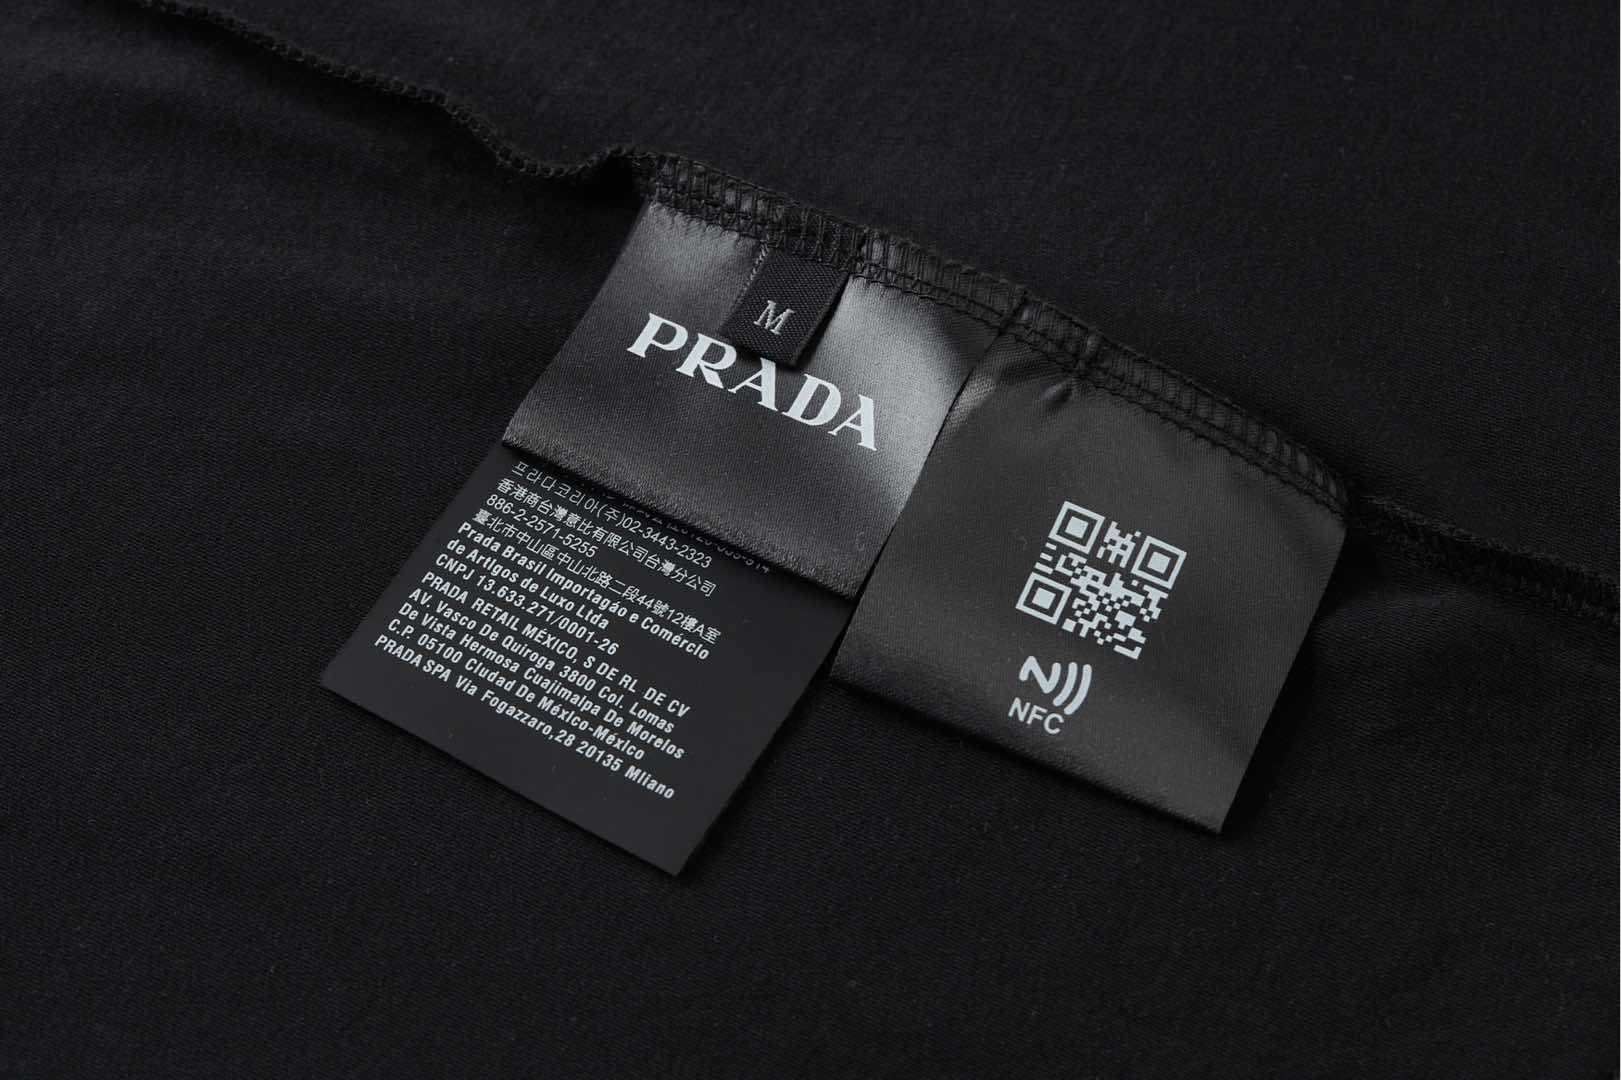 M
PRADA
프라다코리아(주)02-3443-2323
香港商台灣意比有限公司台灣分公司
886-2-2571-5255
臺北市中山區中山北路二段44號12樓A室
Prada Brasil Importagão e Comércio
de Artigos de Luxo Ltda
CNPJ 13.633.271/0001-26
PRADA RETAIL MÉXICO, S DE RL. DE CV
AV. Vasco De Quiroga 3800 Col. Lomas
De Vista Hermosa Cuajimalpa De Morelos
C.P. 05100 Ciudad De México-México
PRADA SPA Via Fogazzaro,28 20135 Mliano
NFC